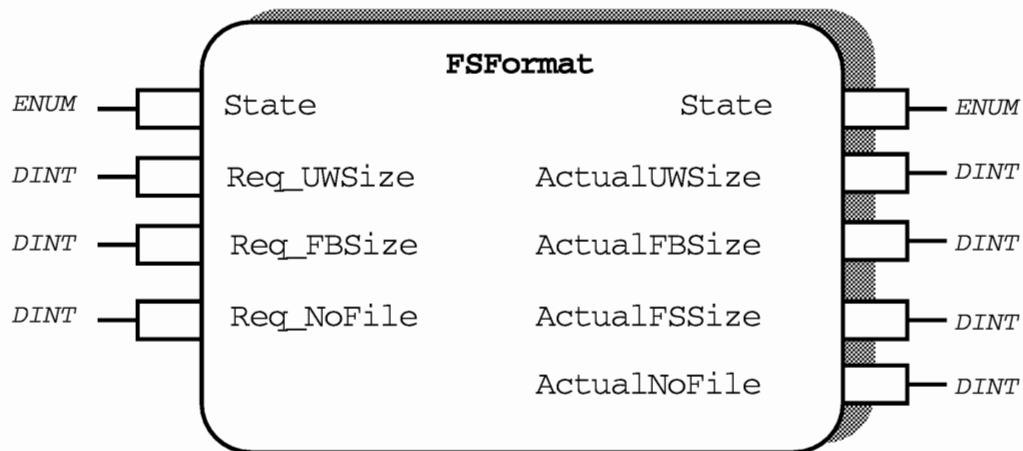 FSFormat
ENUM State State ENUM
DINT Req_UWSize ActualUWSize DINT
DINT Req_FBSize ActualFBSize DINT
DINT Req_NoFile ActualFSSize DINT
ActualNoFile DINT